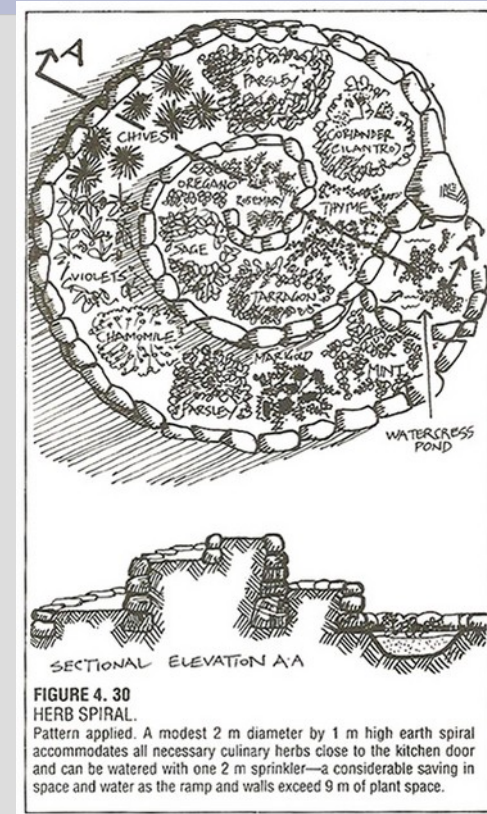 A
PARSLEY
CHIVES
CORIANDER
(CILANTRO)
OREGANO
ROSEMARY
THYME
SAGE
A
VIOLETS
TARRAGON
CHAMOMILE
MARIGOLD
MINT
PARSLEY
WATERCRESS
POND
SECTIONAL ELEVATION A·A
FIGURE 4. 30
HERB SPIRAL.
Pattern applied. A modest 2 m diameter by 1 m high earth spiral
accommodates all necessary culinary herbs close to the kitchen door
and can be watered with one 2 m sprinkler—a considerable saving in
space and water as the ramp and walls exceed 9 m of plant space.